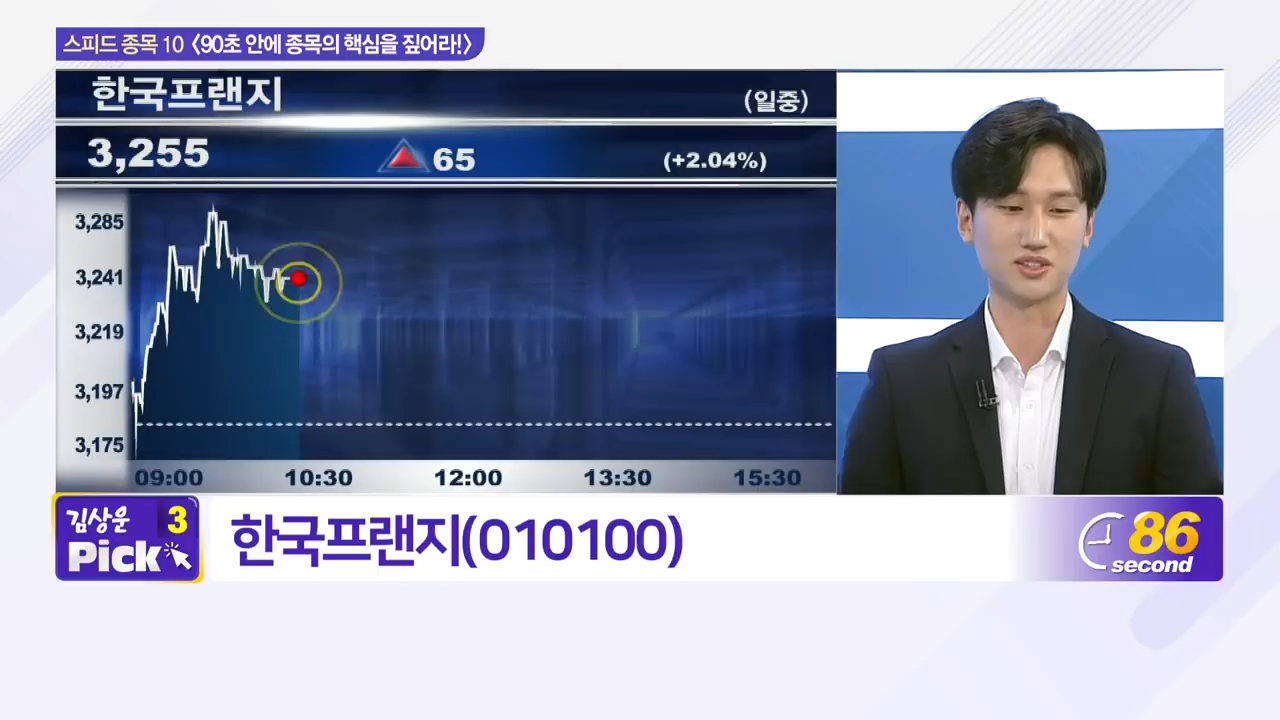 스피드 종목 10 〈90초 안에 종목의 핵심을 짚어라!〉
한국프랜지
(일중)
3,255
65
(+2.04%)
3,285
3,241
3,219
3,197
3,175
09:00
10:30
12:00
13:30
15:30
김상운 3
Pick
한국프랜지(010100)
86
second